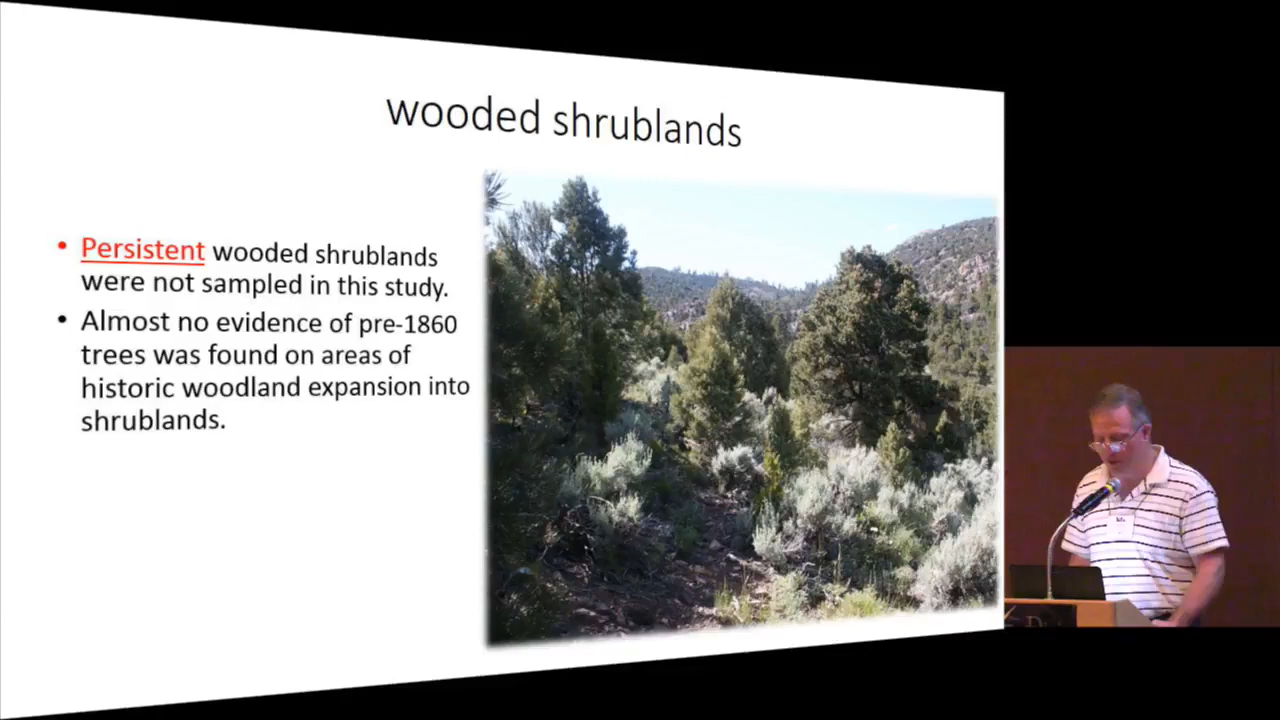 wooded shrublands
• Persistent wooded shrublands
were not sampled in this study.
• Almost no evidence of pre-1860
trees was found on areas of
historic woodland expansion into
shrublands.